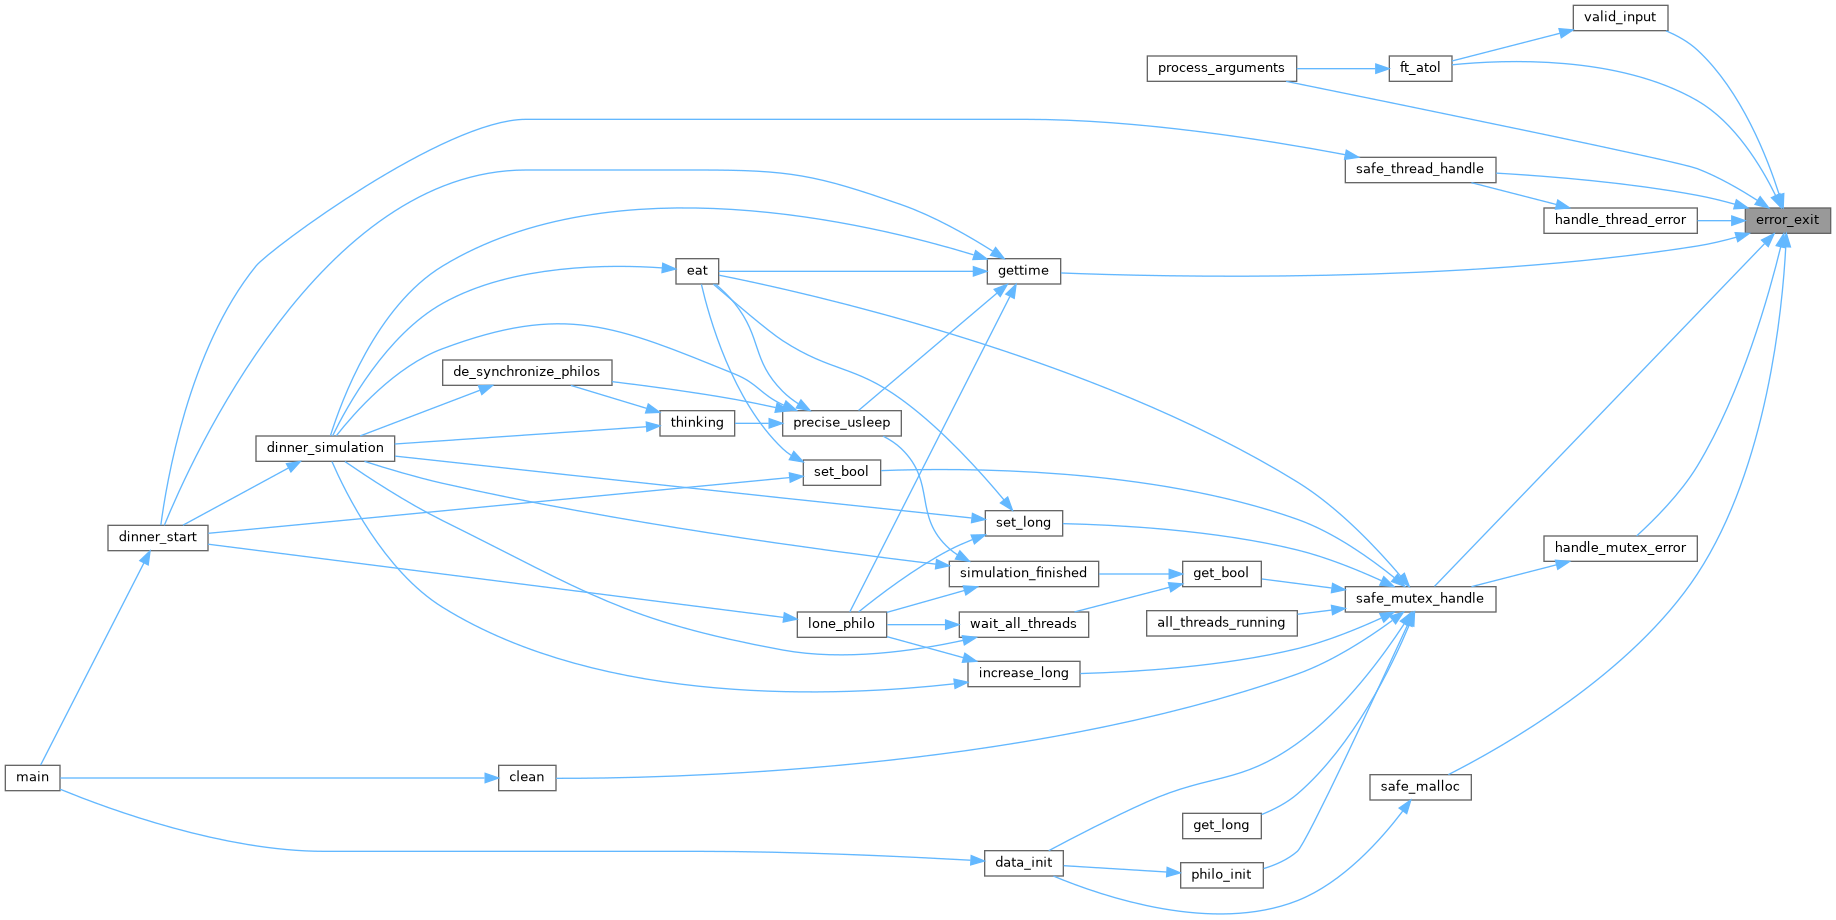 valid_input
process_arguments
ft_atol
safe_thread_handle
handle_thread_error
error_exit
eat
gettime
de_synchronize_philos
thinking
precise_usleep
dinner_simulation
set_bool
set_long
dinner_start
handle_mutex_error
simulation_finished
get_bool
safe_mutex_handle
lone_philo
wait_all_threads
all_threads_running
increase_long
main
clean
safe_malloc
get_long
data_init
philo_init